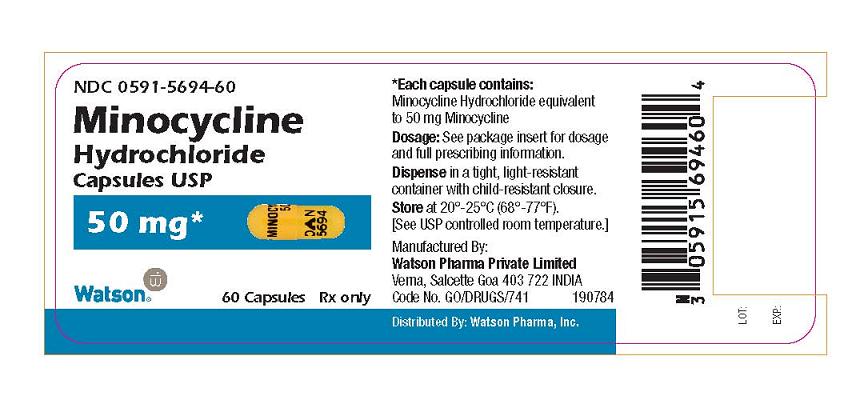 NDC 0591-5694-60
Minocycline
Hydrochloride
Capsules USP
50 mg*
MINOCY
50
DAN
5694
Watson®
60 Capsules Rx only
*Each capsule contains:
Minocycline Hydrochloride equivalent
to 50 mg Minocycline
Dosage: See package insert for dosage
and full prescribing information.
Dispense in a tight, light-resistant
container with child-resistant closure.
Store at 20°-25°C (68°-77°F).
[See USP controlled room temperature.]
Manufactured By:
Watson Pharma Private Limited
Verna, Salcette Goa 403 722 INDIA
Code No. GO/DRUGS/741 190784
Distributed By: Watson Pharma, Inc.
N
3 05915 69460 4
LOT:
EXP.: